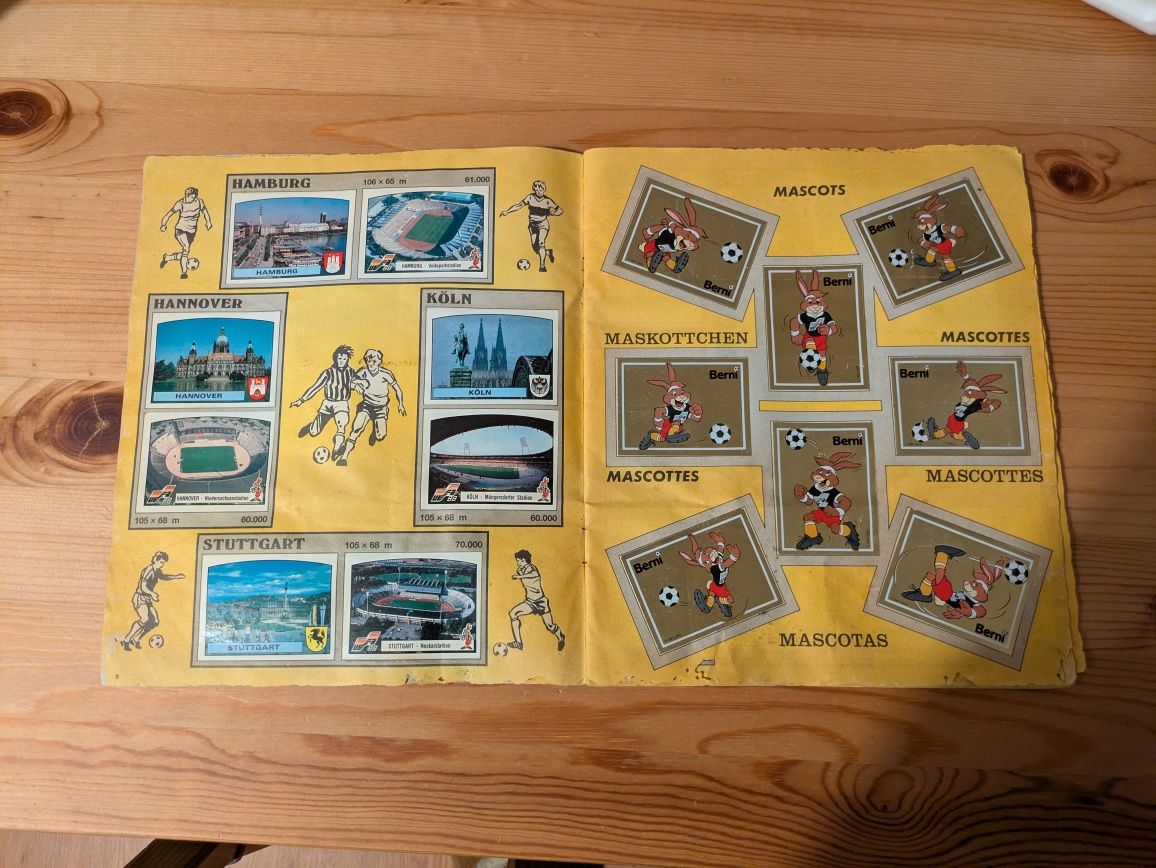 HAMBURG 106 × 65 m 61.000
HAMBURG
HAMBURG - Volksparkstadion
HANNOVER
HANNOVER
HANNOVER - Niedersachsenstadion
105 × 68 m 60.000
KÖLN
KÖLN
KÖLN - Müngersdorfer Stadion
105 × 68 m 60.000
STUTTGART 105 × 68 m 70.000
STUTTGART
STUTTGART - Neckarstadion
MASCOTS
Berni
Berni
Berni
MASKOTTCHEN
MASCOTTES
Berni
Berni
Berni
MASCOTTES
MASCOTTES
Berni
Berni
MASCOTAS